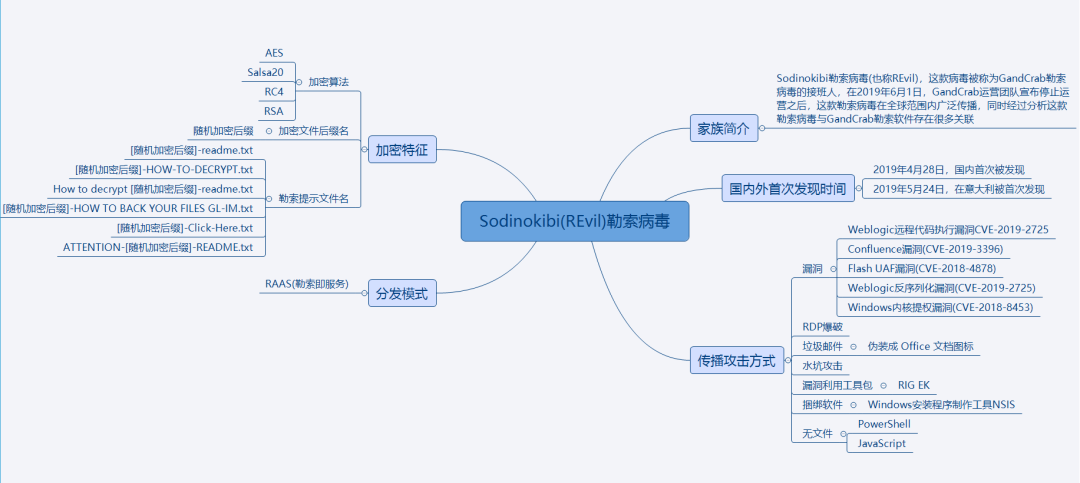 Sodinokibi(REvil)勒索病毒
家族简介
Sodinokibi勒索病毒(也称REvil)，这款病毒被称为GandCrab勒索
病毒的接班人，在2019年6月1日，GandCrab运营团队宣布停止运
营之后，这款勒索病毒在全球范围内广泛传播，同时经过分析这款
勒索病毒与GandCrab勒索软件存在很多关联
国内外首次发现时间
2019年4月28日，国内首次被发现
2019年5月24日，在意大利被首次发现
传播攻击方式
漏洞
Weblogic远程代码执行漏洞CVE-2019-2725
Confluence漏洞(CVE-2019-3396)
Flash UAF漏洞(CVE-2018-4878)
Weblogic反序列化漏洞(CVE-2019-2725)
Windows内核提权漏洞(CVE-2018-8453)
RDP爆破
垃圾邮件
伪装成 Office 文档图标
水坑攻击
漏洞利用工具包
RIG EK
捆绑软件
Windows安装程序制作工具NSIS
无文件
PowerShell
JavaScript
加密特征
加密算法
AES
Salsa20
RC4
RSA
加密文件后缀名
随机加密后缀
勒索提示文件名
[随机加密后缀]-readme.txt
[随机加密后缀]-HOW-TO-DECRYPT.txt
How to decrypt [随机加密后缀]-readme.txt
[随机加密后缀]-HOW TO BACK YOUR FILES GL-IM.txt
[随机加密后缀]-Click-Here.txt
ATTENTION-[随机加密后缀]-README.txt
分发模式
RAAS(勒索即服务)